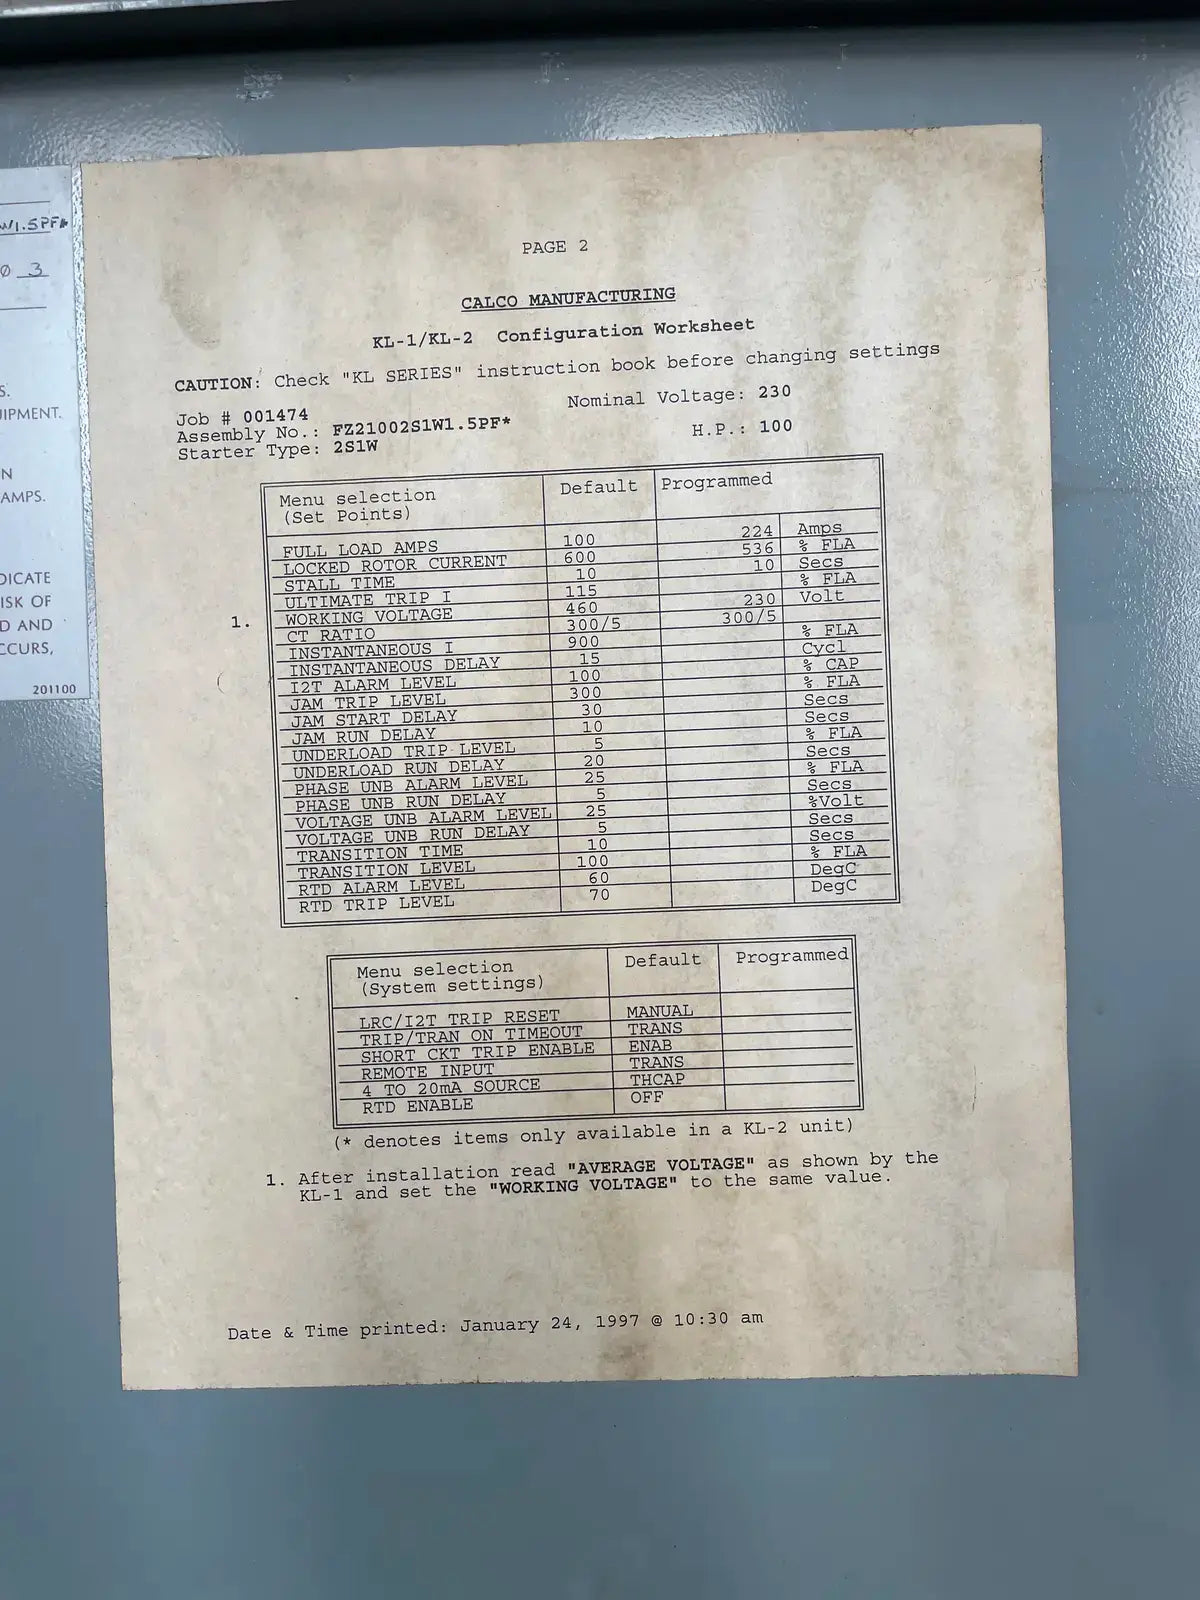 W1.5PF*
Ø 3
S.
IPMENT.
N
AMPS.
DICATE
ISK OF
D AND
CCURS,
201100
PAGE 2
CALCO MANUFACTURING
KL-1/KL-2 Configuration Worksheet
CAUTION: Check "KL SERIES" instruction book before changing settings
Job # 001474 Nominal Voltage: 230
Assembly No.: FZ21002S1W1.5PF* H.P.: 100
Starter Type: 2S1W
Menu selection Default Programmed
(Set Points)
FULL LOAD AMPS 100 224 Amps
LOCKED ROTOR CURRENT 600 536 % FLA
STALL TIME 10 10 Secs
ULTIMATE TRIP I 115 % FLA
1. WORKING VOLTAGE 460 230 Volt
CT RATIO 300/5 300/5
INSTANTANEOUS I 900 % FLA
INSTANTANEOUS DELAY 15 Cycl
I2T ALARM LEVEL 100 % CAP
JAM TRIP LEVEL 300 % FLA
JAM START DELAY 30 Secs
JAM RUN DELAY 10 Secs
UNDERLOAD TRIP LEVEL 5 % FLA
UNDERLOAD RUN DELAY 20 Secs
PHASE UNB ALARM LEVEL 25 % FLA
PHASE UNB RUN DELAY 5 Secs
VOLTAGE UNB ALARM LEVEL 25 %Volt
VOLTAGE UNB RUN DELAY 5 Secs
TRANSITION TIME 10 Secs
TRANSITION LEVEL 100 % FLA
RTD ALARM LEVEL 60 DegC
RTD TRIP LEVEL 70 DegC
Menu selection Default Programmed
(System settings)
LRC/I2T TRIP RESET MANUAL
TRIP/TRAN ON TIMEOUT TRANS
SHORT CKT TRIP ENABLE ENAB
REMOTE INPUT TRANS
4 TO 20mA SOURCE THCAP
RTD ENABLE OFF
(* denotes items only available in a KL-2 unit)
1. After installation read "AVERAGE VOLTAGE" as shown by the
KL-1 and set the "WORKING VOLTAGE" to the same value.
Date & Time printed: January 24, 1997 @ 10:30 am